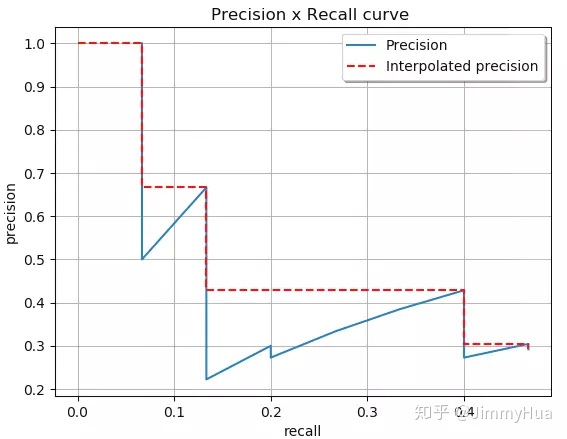 Precision x Recall curve
Precision
Interpolated precision
precision
1.0
0.9
0.8
0.7
0.6
0.5
0.4
0.3
0.2
0.0
0.1
0.2
0.3
0.4
recall
知乎 @JimmyHua